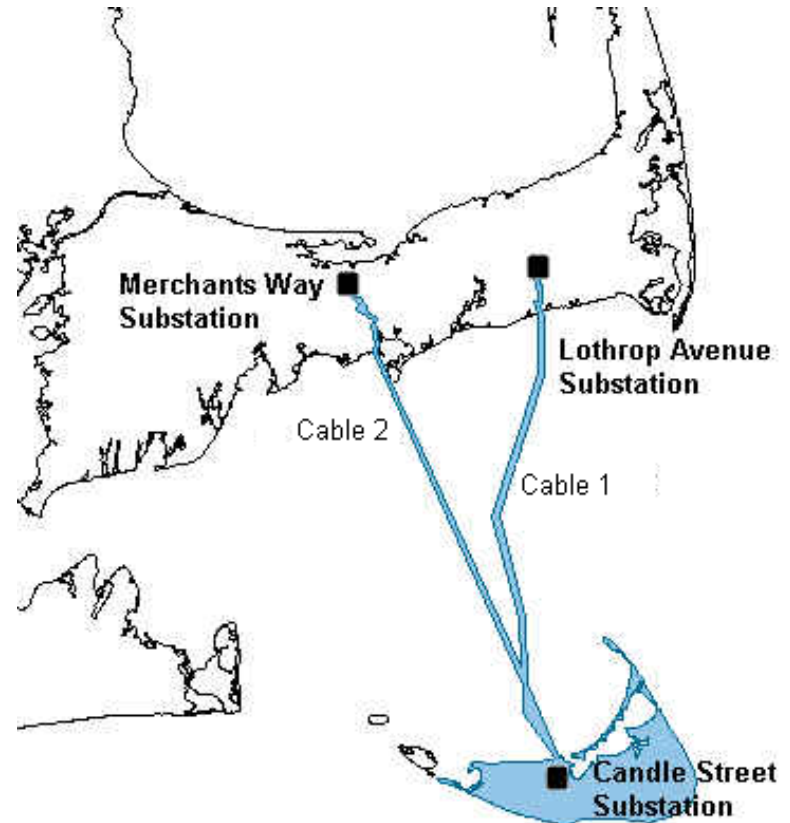 Merchants Way
Substation
Lothrop Avenue
Substation
Cable 2
Cable 1
Candle Street
Substation